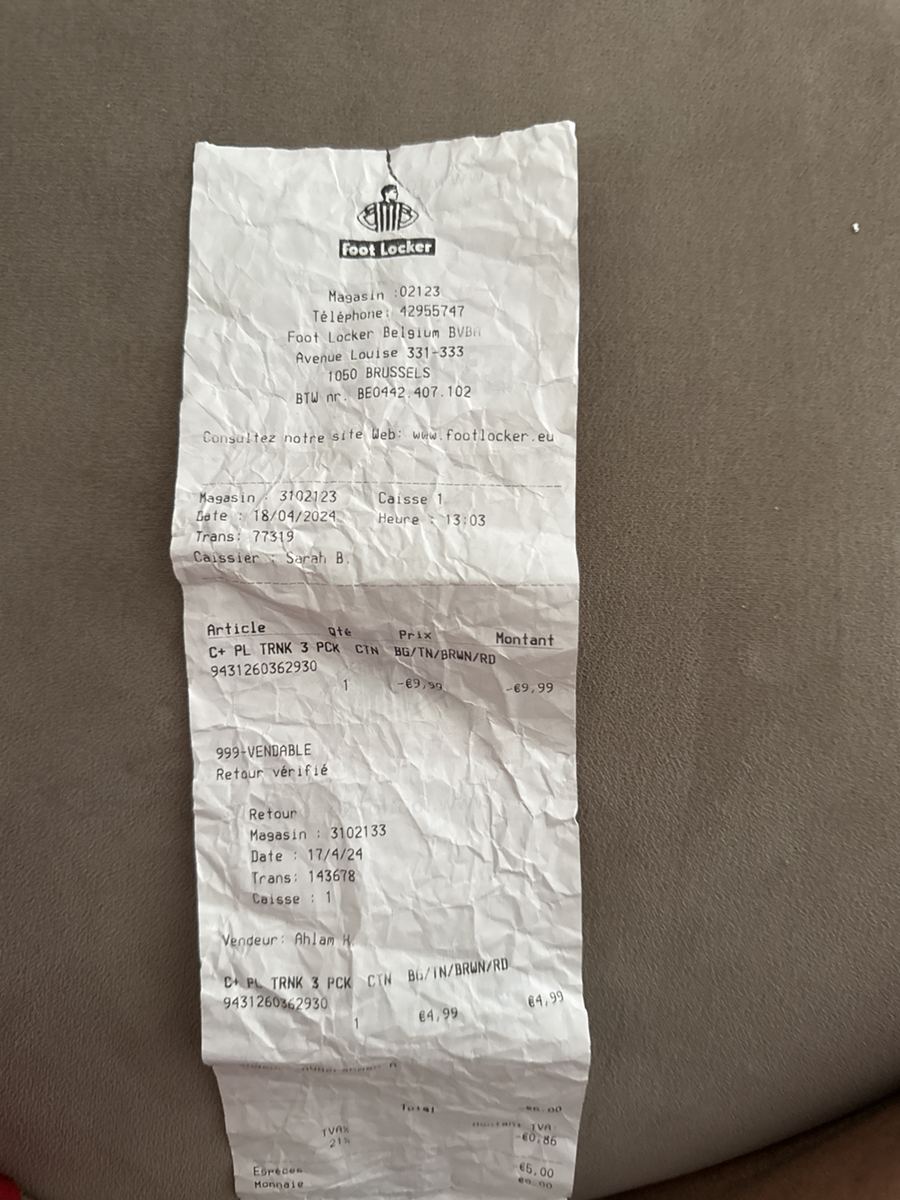 Foot Locker
Magasin :02123
Téléphone: 42955747
Foot Locker Belgium BVBA
Avenue Louise 331-333
1050 BRUSSELS
BTW nr. BE0442.407.102
Consultez notre site Web: www.footlocker.eu
Magasin : 3102123 Caisse 1
Date : 18/04/2024 Heure : 13:03
Trans: 77319
Caissier : Sarah B.
Article Qté Prix Montant
C+ PL TRNK 3 PCK CTN BG/TN/BRWN/RD
9431260362930
1 -€9,99 -€9,99
999-VENDABLE
Retour vérifié
Retour
Magasin : 3102133
Date : 17/4/24
Trans: 143678
Caisse : 1
Vendeur: Ahlam H.
C+ PL TRNK 3 PCK CTN BG/TN/BRWN/RD
9431260362930
1 €4,99 €4,99
Total
TVA% TVA
21% -€0,86
Espèces €5,00
Monnaie